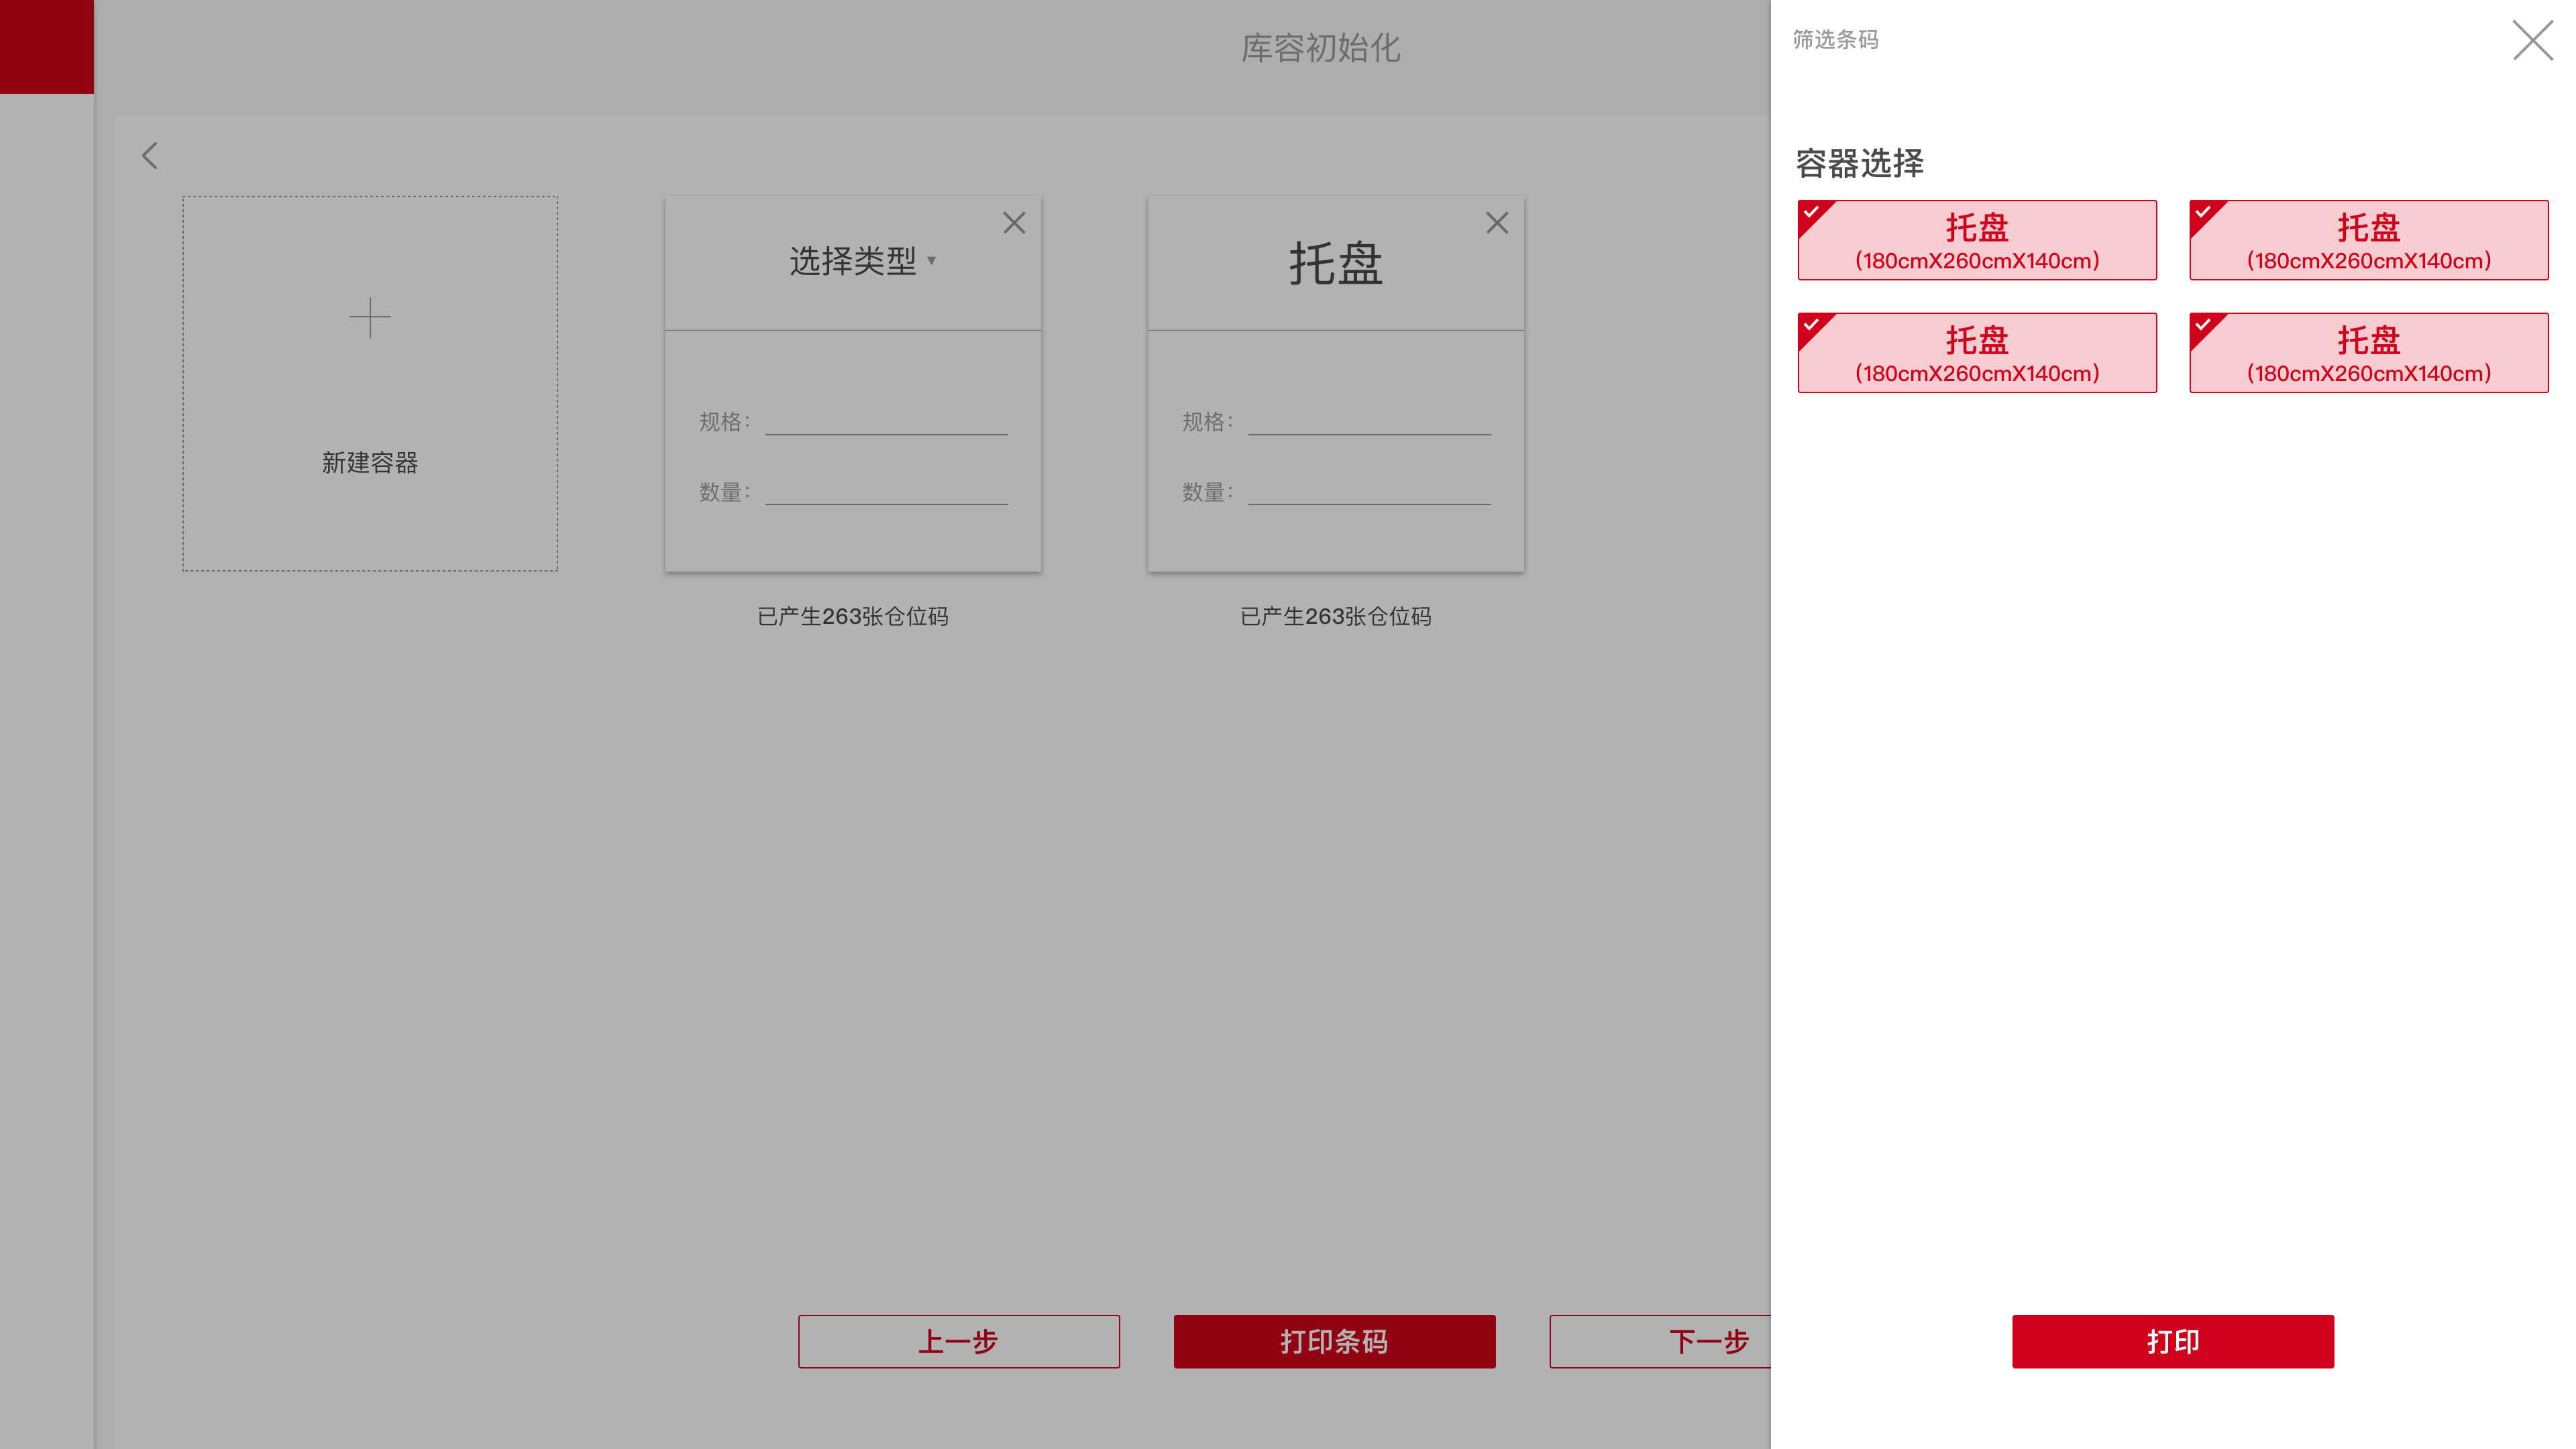 库容初始化
新建容器
选择类型
规格：
数量：
已产生263张仓位码
托盘
规格：
数量：
已产生263张仓位码
上一步
打印条码
下一步
筛选条码
容器选择
托盘
（180cmX260cmX140cm）
托盘
（180cmX260cmX140cm）
托盘
（180cmX260cmX140cm）
托盘
（180cmX260cmX140cm）
打印